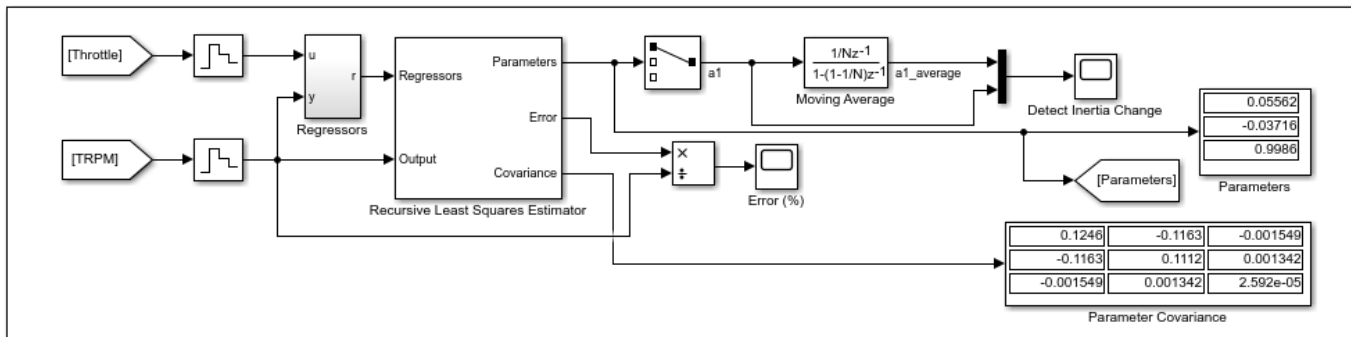 [Throttle]
u
y
r
Regressors
[TRPM]
Regressors
Output
Parameters
Error
Covariance
Recursive Least Squares Estimator
a1
1/Nz-1
1-(1-1/N)z-1
Moving Average
a1_average
Detect Inertia Change
×
÷
Error (%)
0.05562
-0.03716
0.9986
Parameters
[Parameters]
0.1246 -0.1163 -0.001549
-0.1163 0.1112 0.001342
-0.001549 0.001342 2.592e-05
Parameter Covariance